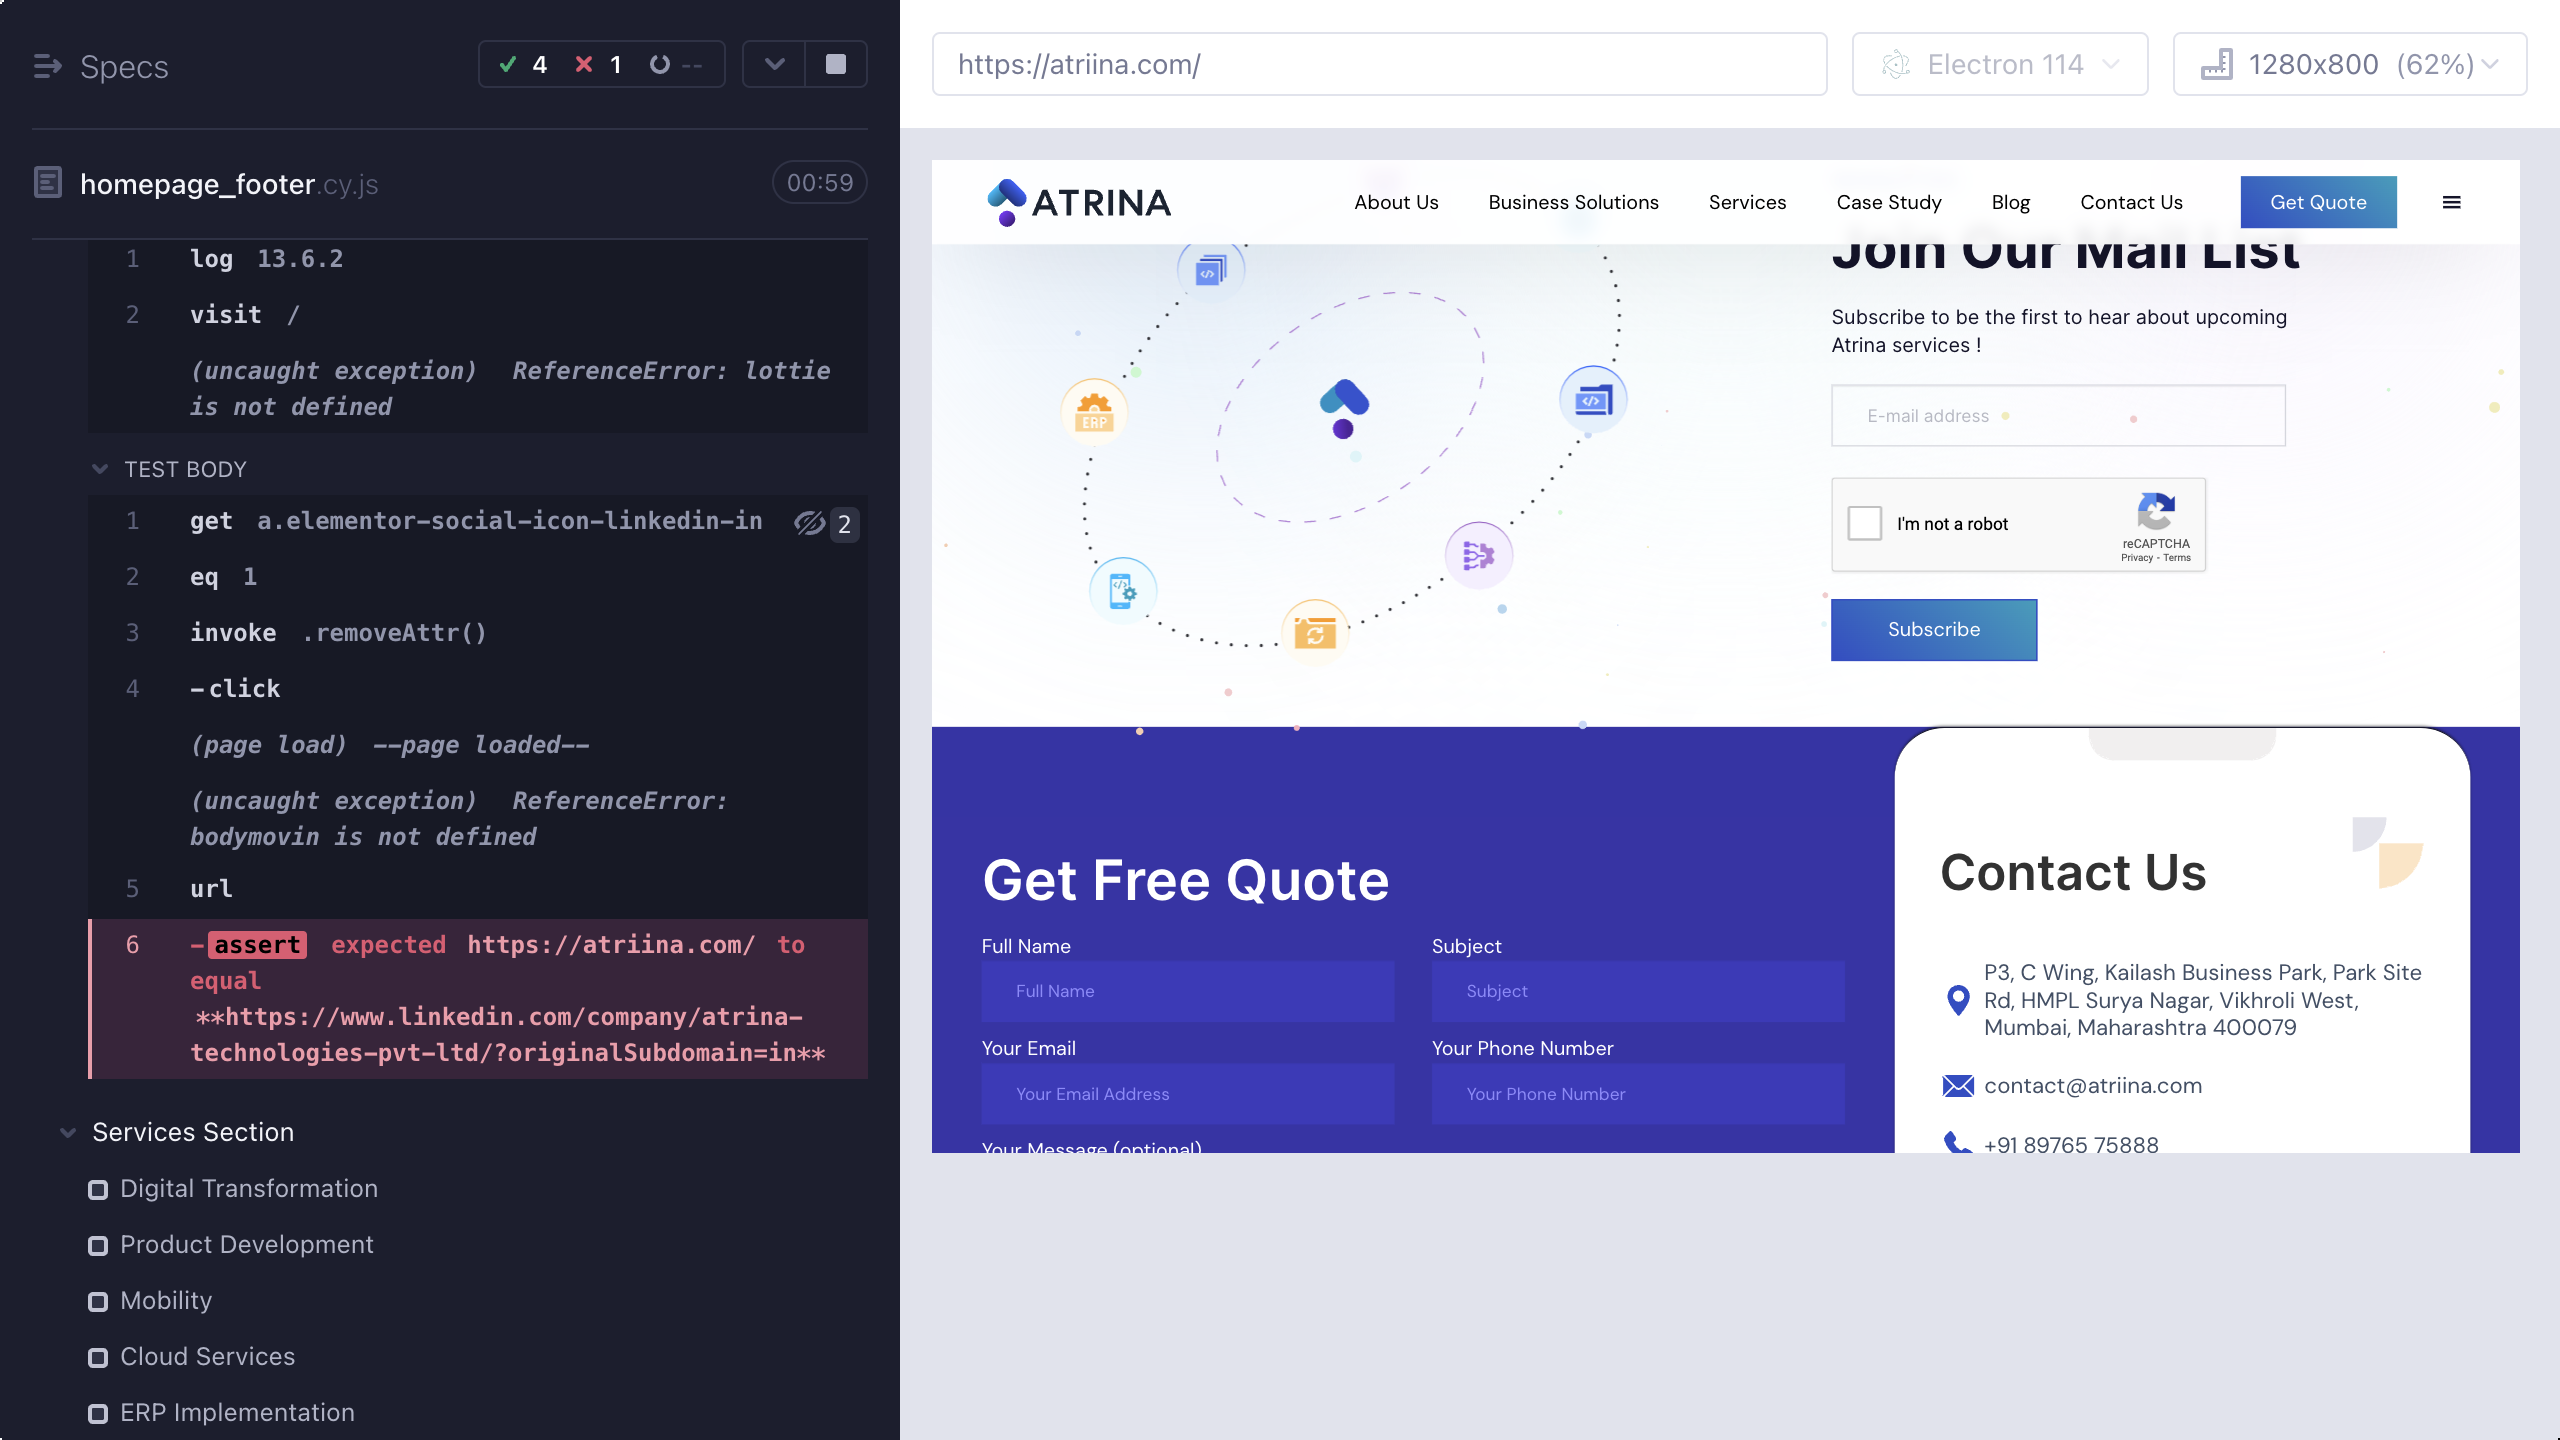 Specs
4 1 --
homepage_footer.cy.js
00:59
1 log 13.6.2
2 visit /
(uncaught exception) ReferenceError: lottie
is not defined
TEST BODY
1 get a.elementor-social-icon-linkedin-in 2
2 eq 1
3 invoke .removeAttr()
4 -click
(page load) --page loaded--
(uncaught exception) ReferenceError:
bodymovin is not defined
5 url
6 -assert expected https://atriina.com/ to
equal
**https://www.linkedin.com/company/atrina-
technologies-pvt-ltd/?originalSubdomain=in**
Services Section
Digital Transformation
Product Development
Mobility
Cloud Services
ERP Implementation
https://atriina.com/
Electron 114
1280x800 (62%)
ATRINA
About Us
Business Solutions
Services
Case Study
Blog
Contact Us
Get Quote
Join Our Mail List
Subscribe to be the first to hear about upcoming
Atrina services !
E-mail address
I'm not a robot
reCAPTCHA
Privacy - Terms
Subscribe
ERP
Get Free Quote
Full Name
Subject
Full Name
Subject
Your Email
Your Phone Number
Your Email Address
Your Phone Number
Your Message (optional)
Contact Us
P3, C Wing, Kailash Business Park, Park Site
Rd, HMPL Surya Nagar, Vikhroli West,
Mumbai, Maharashtra 400079
contact@atriina.com
+91 89765 75888